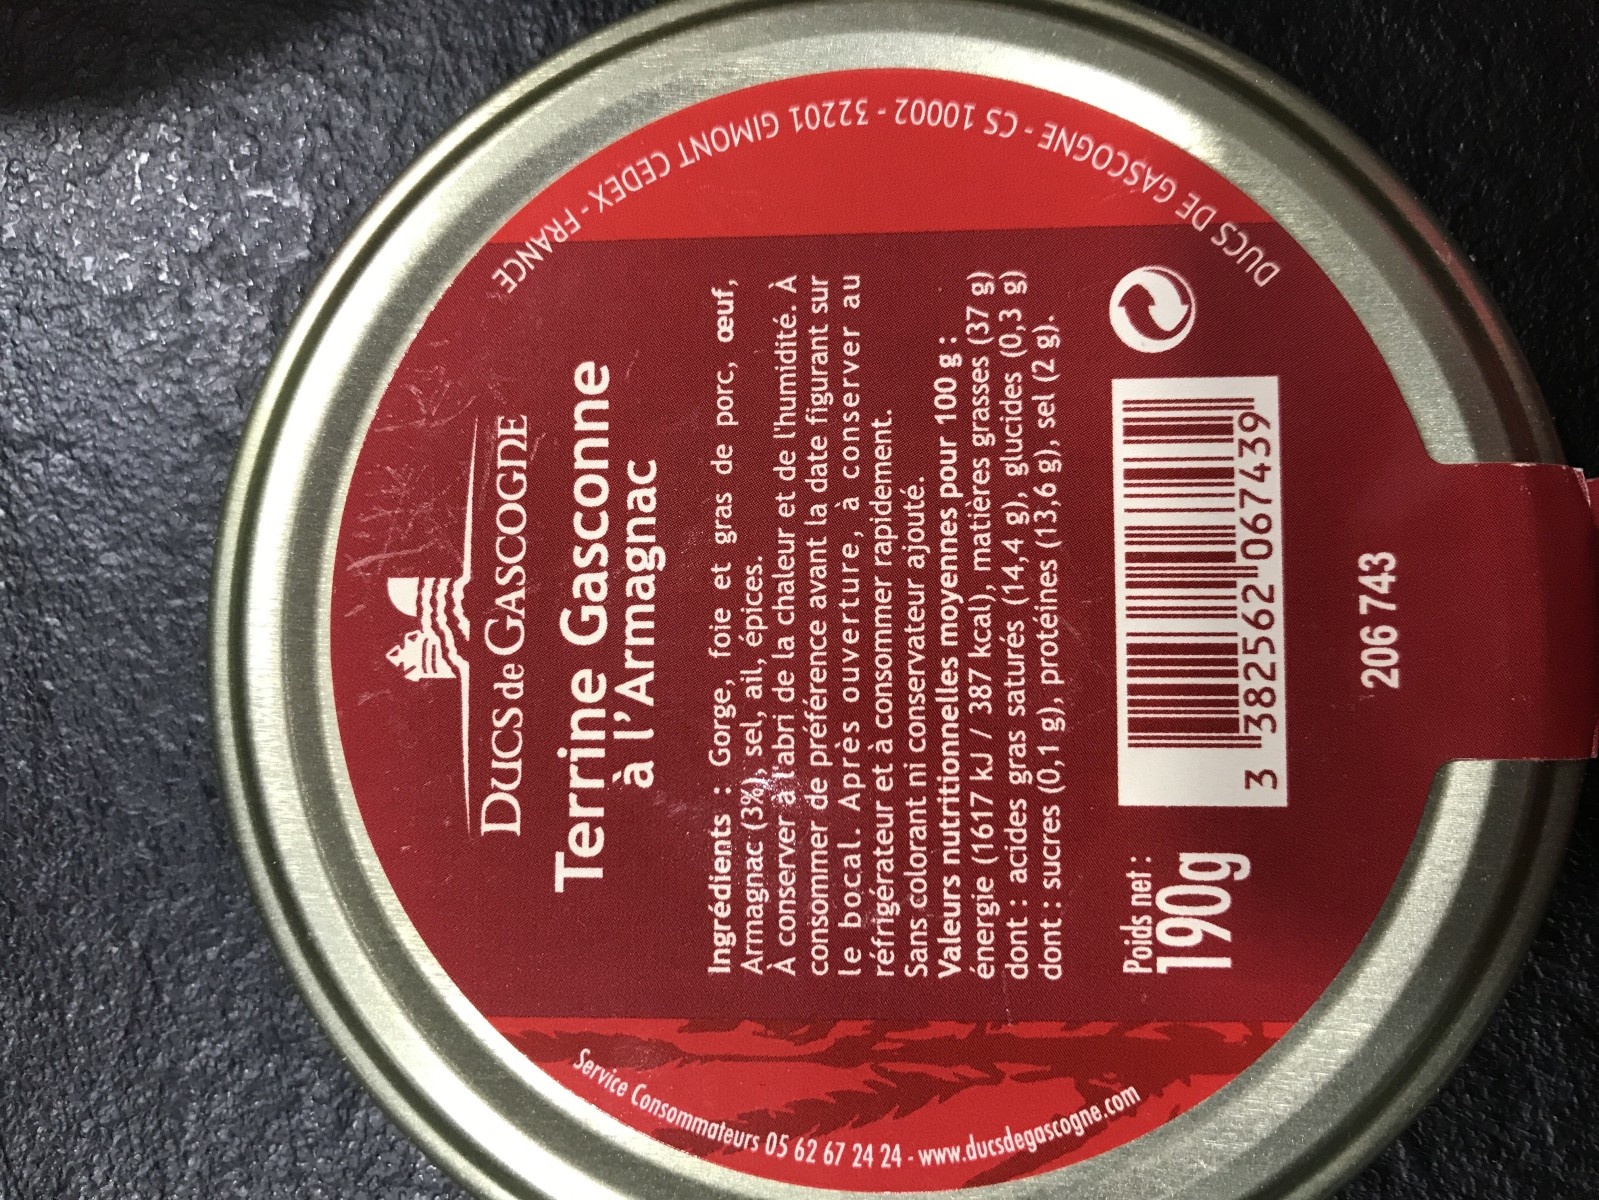 DUCS de GASCOGNE
Terrine Gasconne
à l'Armagnac
Ingrédients : Gorge, foie et gras de porc, œuf,
Armagnac (3%), sel, ail, épices.
À conserver à l'abri de la chaleur et de l'humidité. À
consommer de préférence avant la date figurant sur
le bocal. Après ouverture, à conserver au
réfrigérateur et à consommer rapidement.
Sans colorant ni conservateur ajouté.
Valeurs nutritionnelles moyennes pour 100 g :
énergie (1617 kJ / 387 kcal), matières grasses (37 g)
dont : acides gras saturés (14,4 g), glucides (0,3 g)
dont : sucres (0,1 g), protéines (13,6 g), sel (2 g).
Poids net :
190g
3 382562 067439
206 743
Service Consommateurs 05 62 67 24 24 - www.ducsdegascogne.com
DUCS DE GASCOGNE - CS 10002 - 32201 GIMONT CEDEX - FRANCE